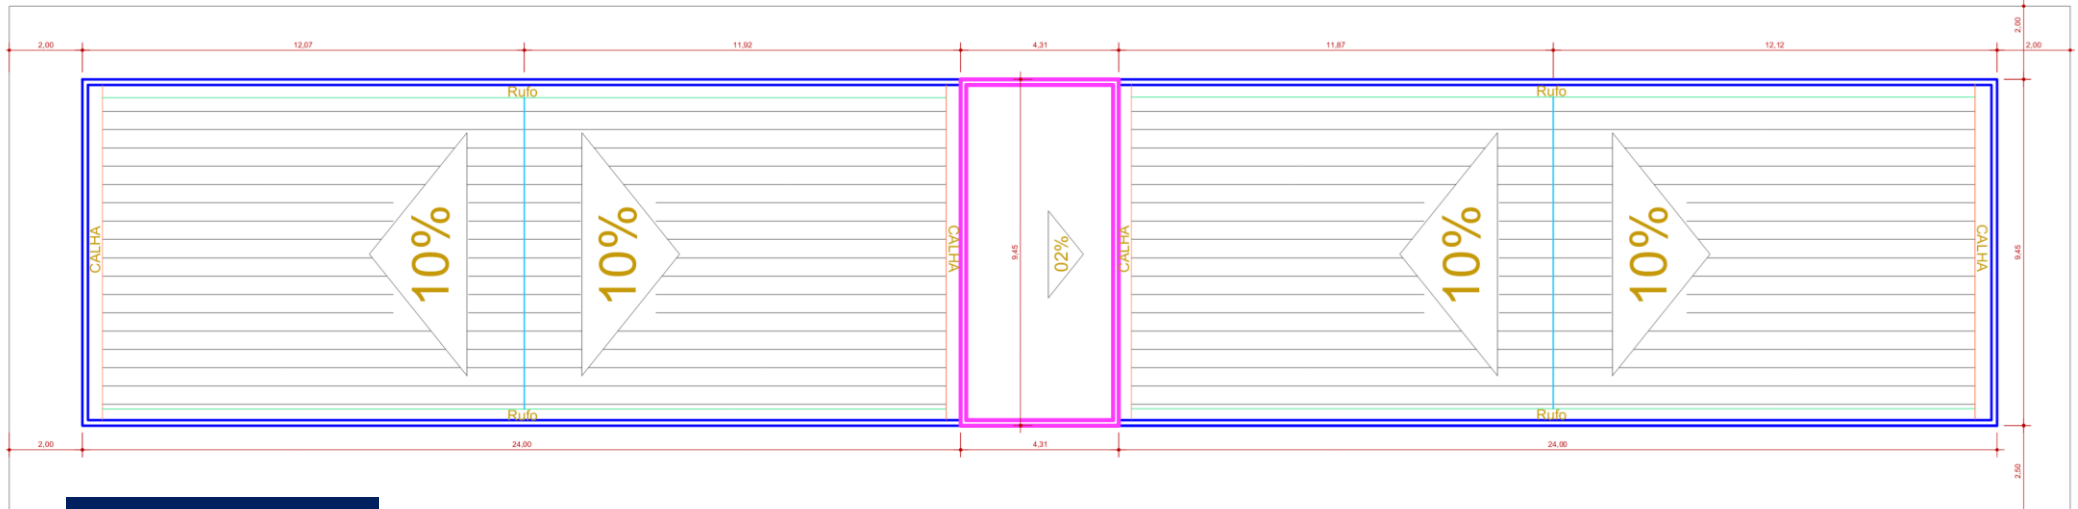 2,00
2,00 12,07 11,92 4,31 11,87 12,12 2,00
Rufo Rufo
CALHA 10% 10% CALHA 9,45 02% CALHA 10% 10% CALHA 9,45
Rufo Rufo
2,00 24,00 4,31 24,00
2,50